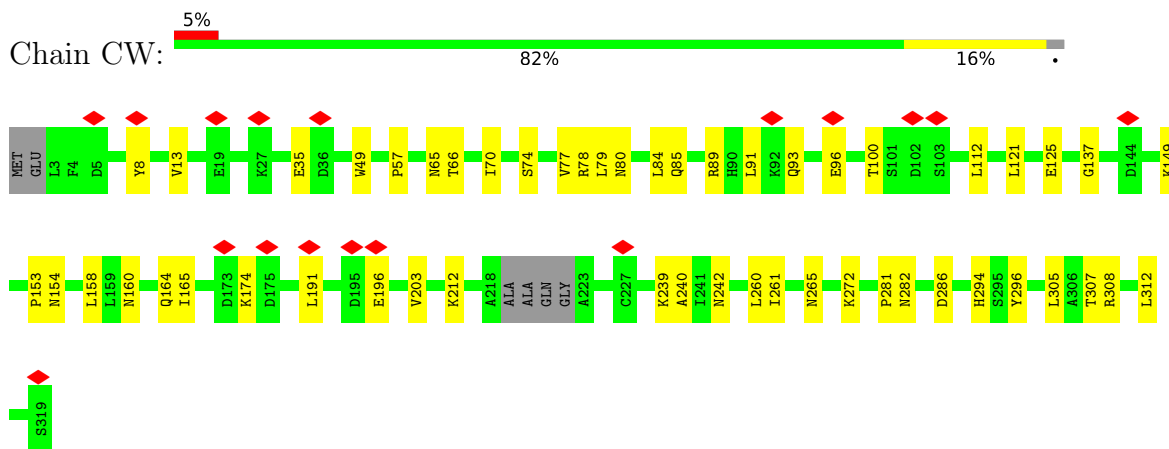 5%
Chain CW:
82% 16% •
MET GLU L3 F4 D5 Y8 V13 E19 K27 E35 D36 W49 P57 N65 T66 I70 S74 V77 R78 L79 N80 L84 Q85 R89 H90 L91 K92 Q93 E96 T100 S101 D102 S103 L112 L121 E125 G137 D144 K149
P153 N154 L158 L159 N160 Q164 I165 D173 K174 D175 L191 D195 E196 V203 K212 A218 ALA ALA GLN GLY A223 C227 K239 A240 I241 N242 L260 I261 N265 K272 P281 N282 D286 H294 S295 Y296 L305 A306 T307 R308 L312
S319